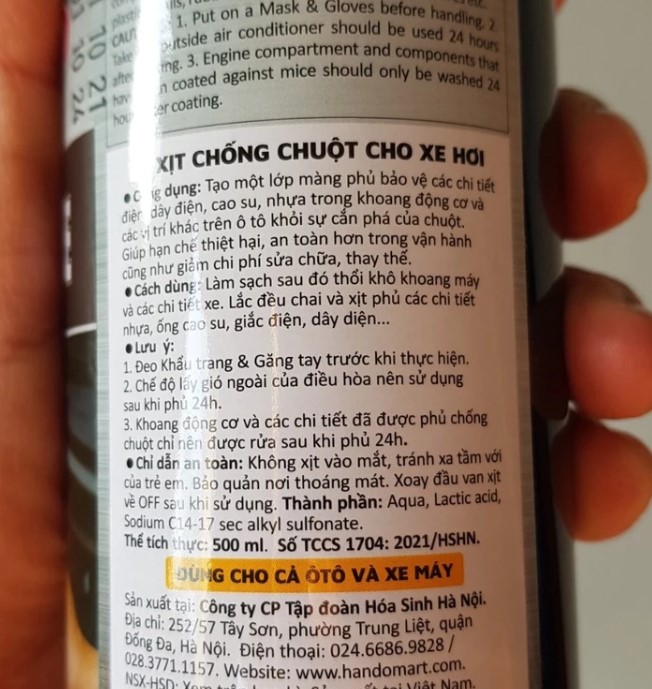 1. Put on a Mask & Gloves before handling. 2.
outside air conditioner should be used 24 hours
3. Engine compartment and components that
coated against mice should only be washed 24
coating.
10 21
10 24
XỊT CHỐNG CHUỘT CHO XE HƠI
• Công dụng: Tạo một lớp màng phủ bảo vệ các chi tiết
điện, dây điện, cao su, nhựa trong khoang động cơ và
các vị trí khác trên ô tô khỏi sự cắn phá của chuột.
Giúp hạn chế thiệt hại, an toàn hơn trong vận hành
cũng như giảm chi phí sửa chữa, thay thế.
• Cách dùng: Làm sạch sau đó thổi khô khoang máy
và các chi tiết xe. Lắc đều chai và xịt phủ các chi tiết
nhựa, ống cao su, giắc điện, dây diện...
• Lưu ý:
1. Đeo Khẩu trang & Găng tay trước khi thực hiện.
2. Chế độ lấy gió ngoài của điều hòa nên sử dụng
sau khi phủ 24h.
3. Khoang động cơ và các chi tiết đã được phủ chống
chuột chỉ nên được rửa sau khi phủ 24h.
• Chỉ dẫn an toàn: Không xịt vào mắt, tránh xa tầm với
của trẻ em. Bảo quản nơi thoáng mát. Xoay đầu van xịt
về OFF sau khi sử dụng. Thành phần: Aqua, Lactic acid,
Sodium C14-17 sec alkyl sulfonate.
Thể tích thực: 500 ml. Số TCCS 1704: 2021/HSHN.
DÙNG CHO CẢ ÔTÔ VÀ XE MÁY
Sản xuất tại: Công ty CP Tập đoàn Hóa Sinh Hà Nội.
Địa chỉ: 252/57 Tây Sơn, phường Trung Liệt, quận
Đống Đa, Hà Nội. Điện thoại: 024.6686.9828 /
028.3771.1157. Website: www.handomart.com.
NSX-HSD: Việt Nam.